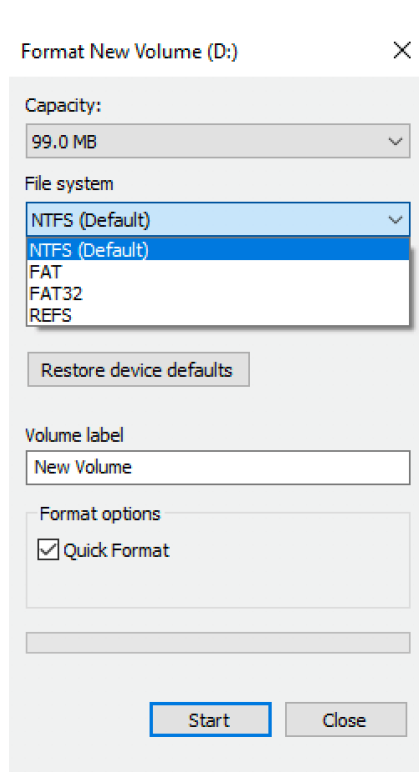 Format New Volume (D:)
Capacity:
99.0 MB
File system
NTFS (Default)
NTFS (Default)
FAT
FAT32
REFS
Restore device defaults
Volume label
New Volume
Format options
Quick Format
Start Close